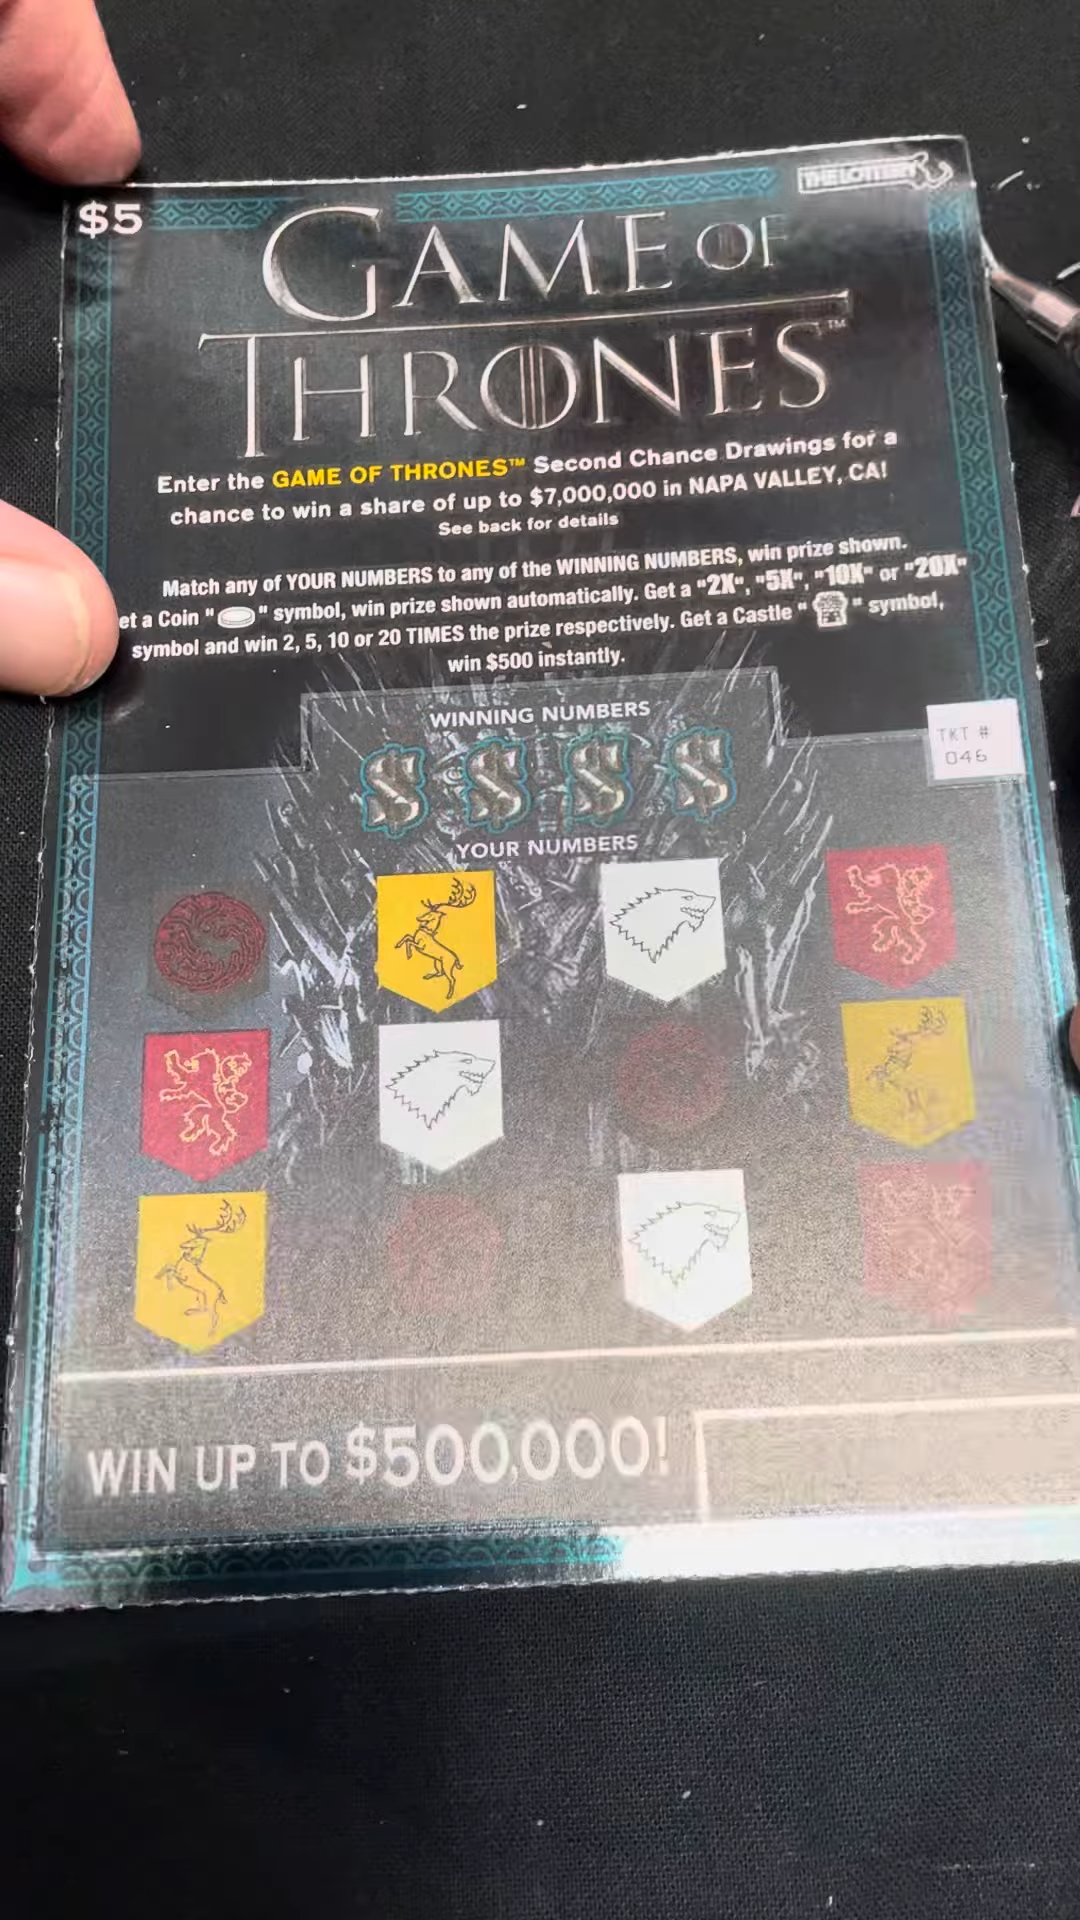 THE LOTTERY
$5
GAME OF
THRONES™
Enter the GAME OF THRONES™ Second Chance Drawings for a
chance to win a share of up to $7,000,000 in NAPA VALLEY, CA!
See back for details
Match any of YOUR NUMBERS to any of the WINNING NUMBERS, win prize shown.
et a Coin " " symbol, win prize shown automatically. Get a "2X", "5X", "10X" or "20X"
symbol and win 2, 5, 10 or 20 TIMES the prize respectively. Get a Castle " " symbol,
win $500 instantly.
WINNING NUMBERS
$ $ $ $
TKT #
046
YOUR NUMBERS
WIN UP TO $500,000!